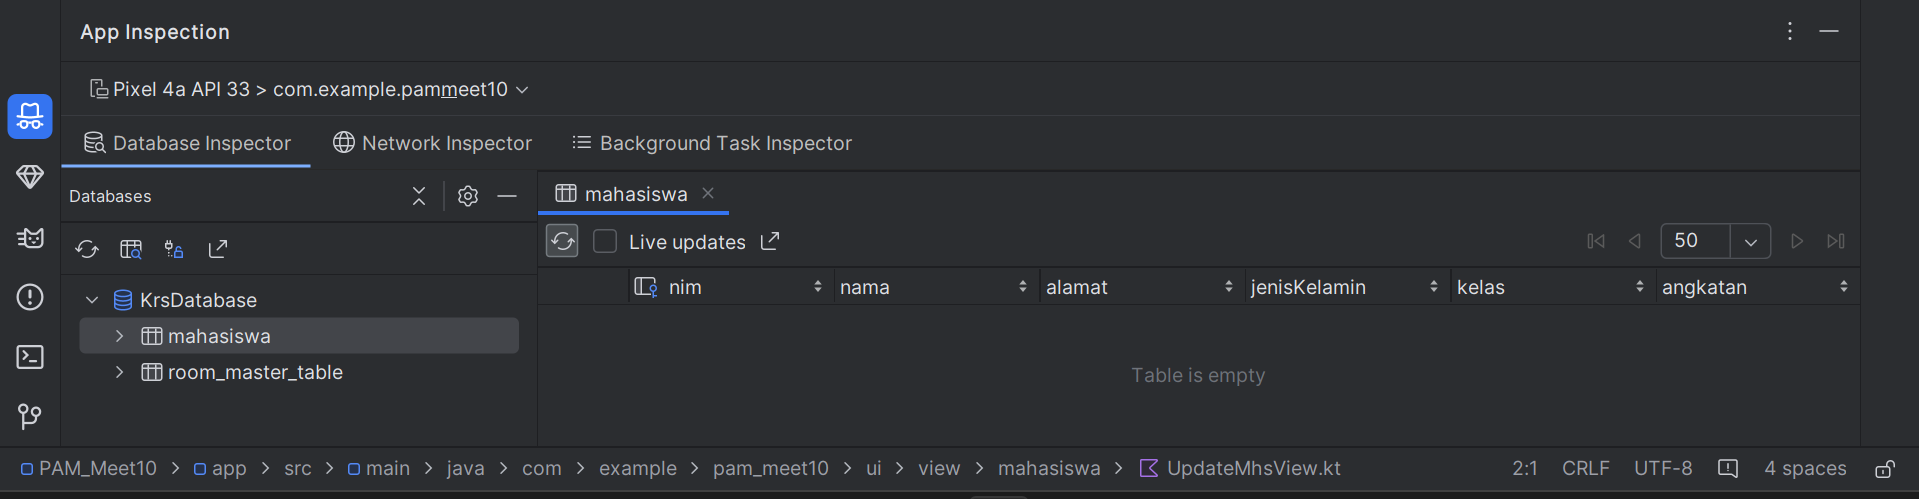 App Inspection
Pixel 4a API 33 > com.example.pammeet10
Database Inspector Network Inspector Background Task Inspector
Databases
mahasiswa
Live updates 50
nim nama alamat jenisKelamin kelas angkatan
KrsDatabase
mahasiswa
room_master_table
Table is empty
PAM_Meet10 > app > src > main > java > com > example > pam_meet10 > ui > view > mahasiswa > UpdateMhsView.kt 2:1 CRLF UTF-8 4 spaces